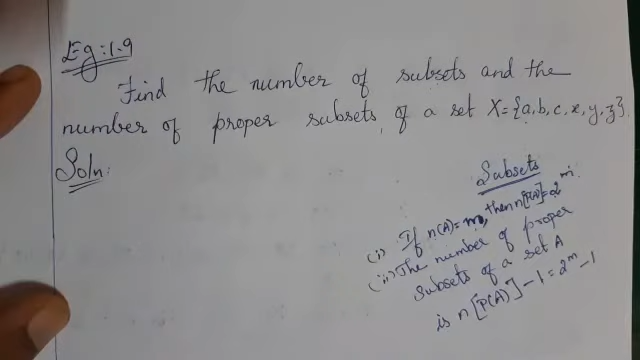 Eg:1.9
Find the number of subsets and the
number of proper subsets of a set X={a,b,c,x,y,z}.
Soln:
Subsets
(i) If n(A)=m, then n[P(A)]=2^m.
(ii) The number of proper
subsets of a set A
is n[P(A)]-1=2^m-1